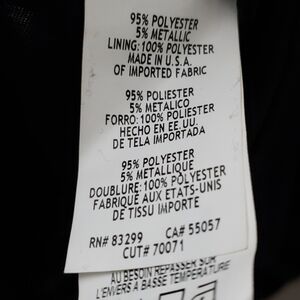 95% POLYESTER
5% METALLIC
LINING: 100% POLYESTER
MADE IN U.S.A.
OF IMPORTED FABRIC
95% POLIESTER
5% METALICO
FORRO: 100% POLIESTER
HECHO EN EE. UU.
DE TELA IMPORTADA
95% POLYESTER
5% METALLIQUE
DOUBLURE: 100% POLYESTER
FABRIQUÉ AUX ETATS-UNIS
DE TISSU IMPORTE
RN# 83299 CA# 55057
CUT# 70071
AU BESOIN REPASSER SUR
L'ENVERS A BASSE TEMPERATURE